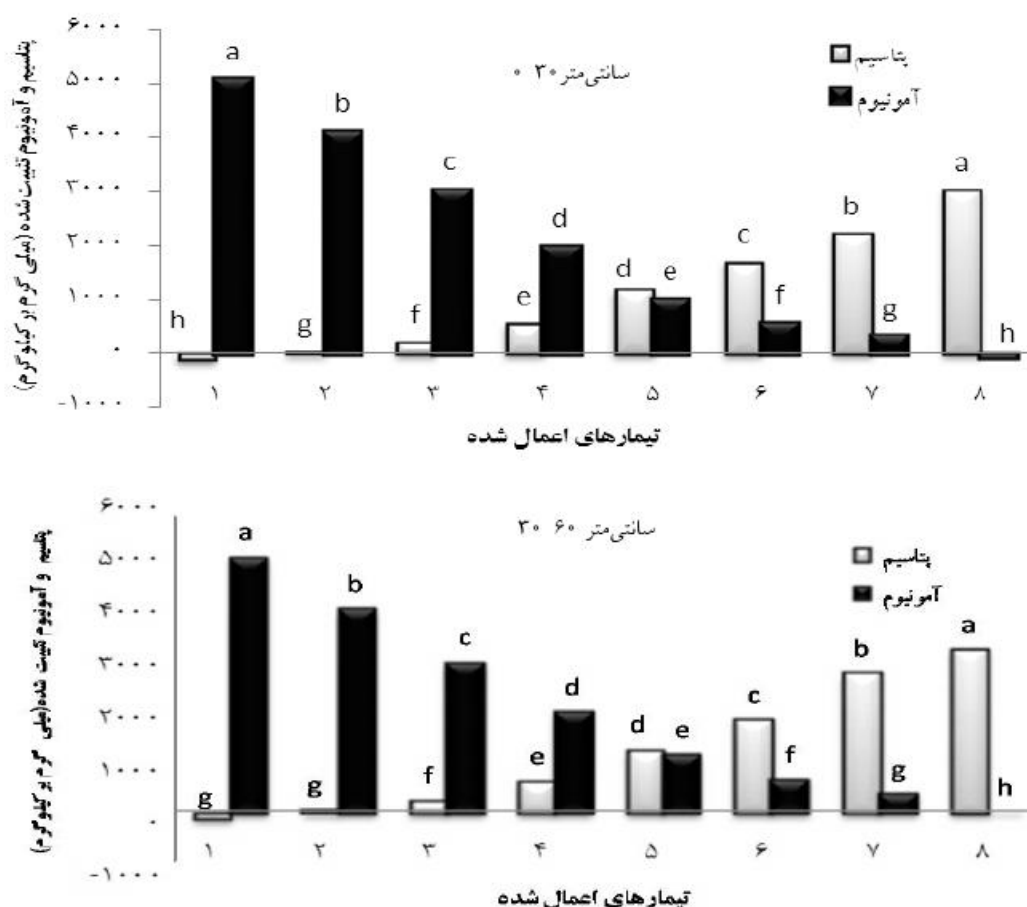 پتاسیم و آمونیوم تثبیت شده (میلی گرم بر کیلوگرم)
۶۰۰۰
۵۰۰۰
۴۰۰۰
۳۰۰۰
۲۰۰۰
۱۰۰۰
۰
-۱۰۰۰
سانتی‌متر ۳۰ ۰
پتاسیم
آمونیوم
h a g b f c e d d e c f b g a h
۱ ۲ ۳ ۴ ۵ ۶ ۷ ۸
تیمارهای اعمال شده
پتاسیم و آمونیوم تثبیت شده (میلی گرم بر کیلوگرم)
۶۰۰۰
۵۰۰۰
۴۰۰۰
۳۰۰۰
۲۰۰۰
۱۰۰۰
۰
-۱۰۰۰
سانتی‌متر ۶۰ ۳۰
پتاسیم
آمونیوم
g a g b f c e d d e c f b g a h
۱ ۲ ۳ ۴ ۵ ۶ ۷ ۸
تیمارهای اعمال شده